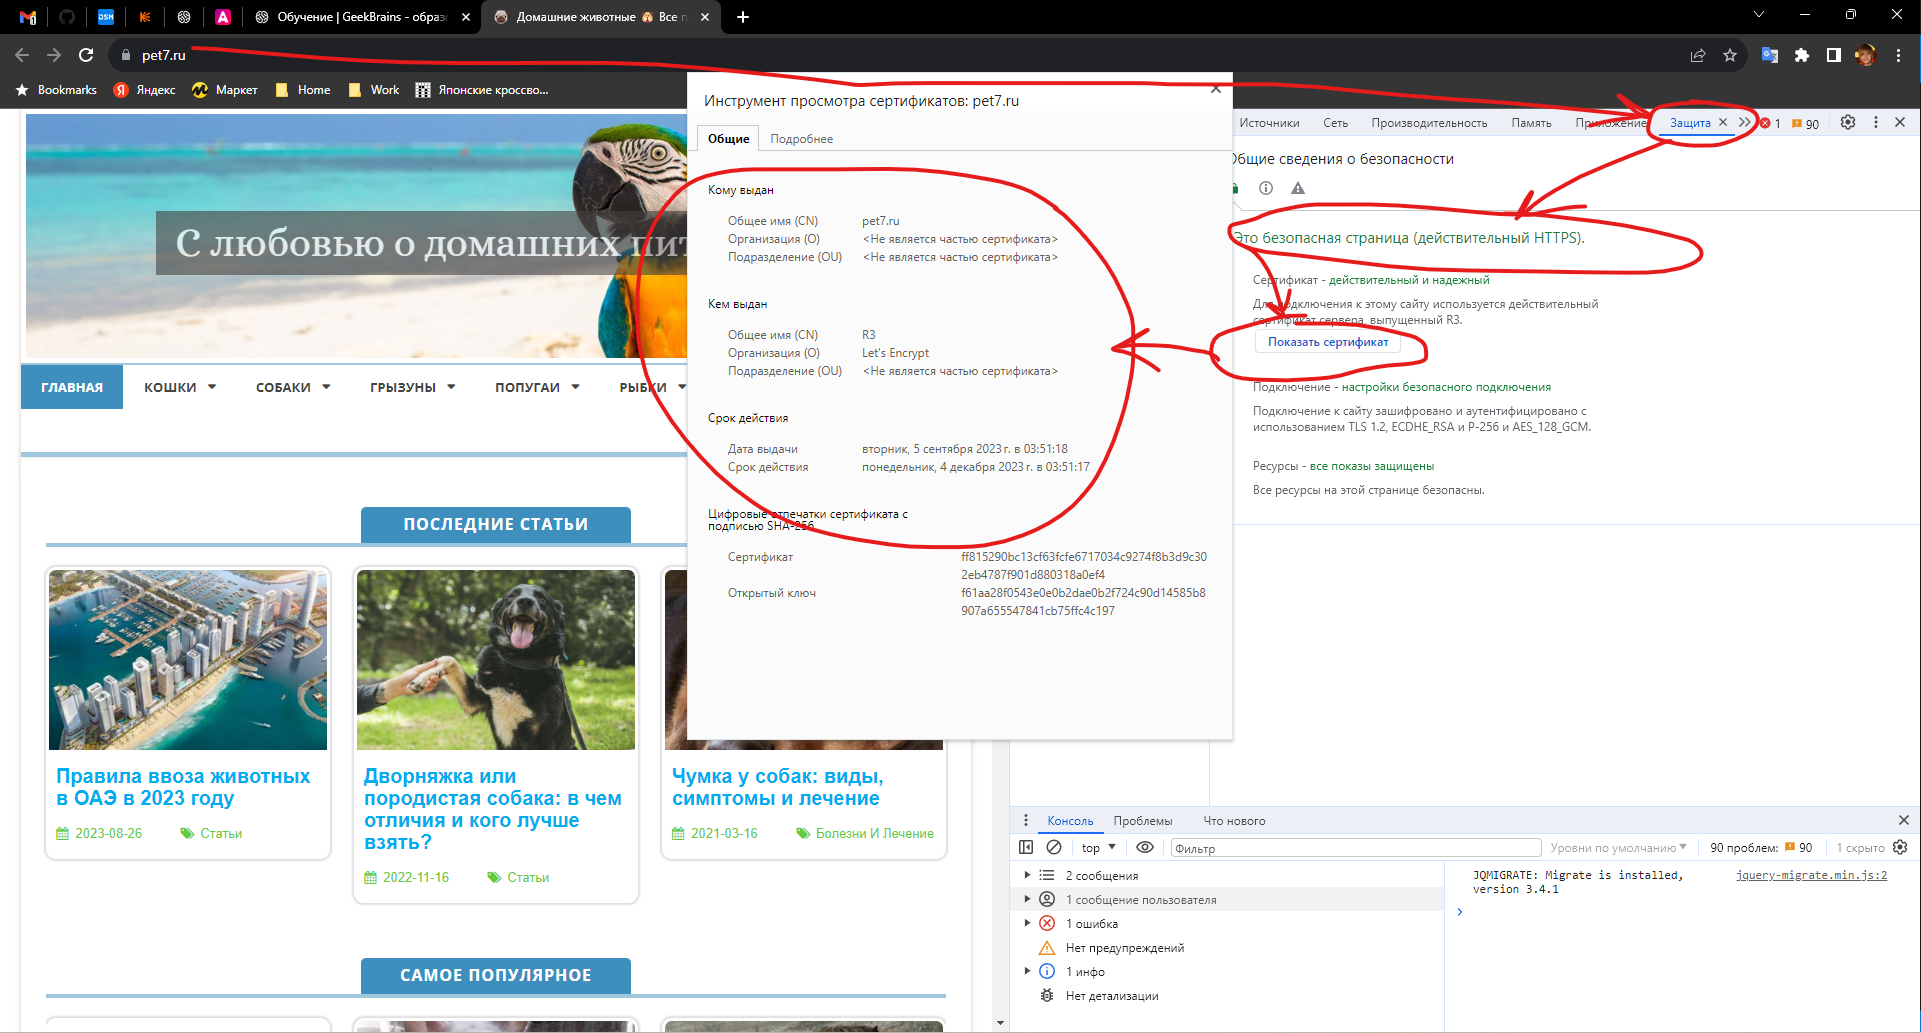 Обучение | GeekBrains - образо
Домашние животные
Все п
pet7.ru
Bookmarks
Яндекс
Маркет
Home
Work
Японские кроссво...
С любовью о домашних пит
ГЛАВНАЯ
КОШКИ
СОБАКИ
ГРЫЗУНЫ
ПОПУГАИ
РЫБКИ
ПОСЛЕДНИЕ СТАТЬИ
Правила ввоза животных
в ОАЭ в 2023 году
2023-08-26
Статьи
Дворняжка или
породистая собака: в чем
отличия и кого лучше
взять?
2022-11-16
Статьи
Чумка у собак: виды,
симптомы и лечение
2021-03-16
Болезни И Лечение
САМОЕ ПОПУЛЯРНОЕ
Инструмент просмотра сертификатов: pet7.ru
Общие
Подробнее
Кому выдан
Общее имя (CN) pet7.ru
Организация (O) <Не является частью сертификата>
Подразделение (OU) <Не является частью сертификата>
Кем выдан
Общее имя (CN) R3
Организация (O) Let's Encrypt
Подразделение (OU) <Не является частью сертификата>
Срок действия
Дата выдачи вторник, 5 сентября 2023 г. в 03:51:18
Срок действия понедельник, 4 декабря 2023 г. в 03:51:17
Цифровые отпечатки сертификата с
подписью SHA-256
Сертификат ff815290bc13cf63fcfe6717034c9274f8b3d9c30
2eb4787f901d880318a0ef4
Открытый ключ f61aa28f0543e0e0b2dae0b2f724c90d14585b8
907a655547841cb75ffc4c197
Источники
Сеть
Производительность
Память
Приложение
Защита
1
90
Общие сведения о безопасности
Это безопасная страница (действительный HTTPS).
Сертификат - действительный и надежный
Для подключения к этому сайту используется действительный
сертификат сервера, выпущенный R3.
Показать сертификат
Подключение - настройки безопасного подключения
Подключение к сайту зашифровано и аутентифицировано с
использованием TLS 1.2, ECDHE_RSA и P-256 и AES_128_GCM.
Ресурсы - все показы защищены
Все ресурсы на этой странице безопасны.
Консоль
Проблемы
Что нового
top
Фильтр
Уровни по умолчанию
90 проблем: 90
1 скрыто
2 сообщения
1 сообщение пользователя
1 ошибка
Нет предупреждений
1 инфо
Нет детализации
JQMIGRATE: Migrate is installed,
version 3.4.1
jquery-migrate.min.js:2